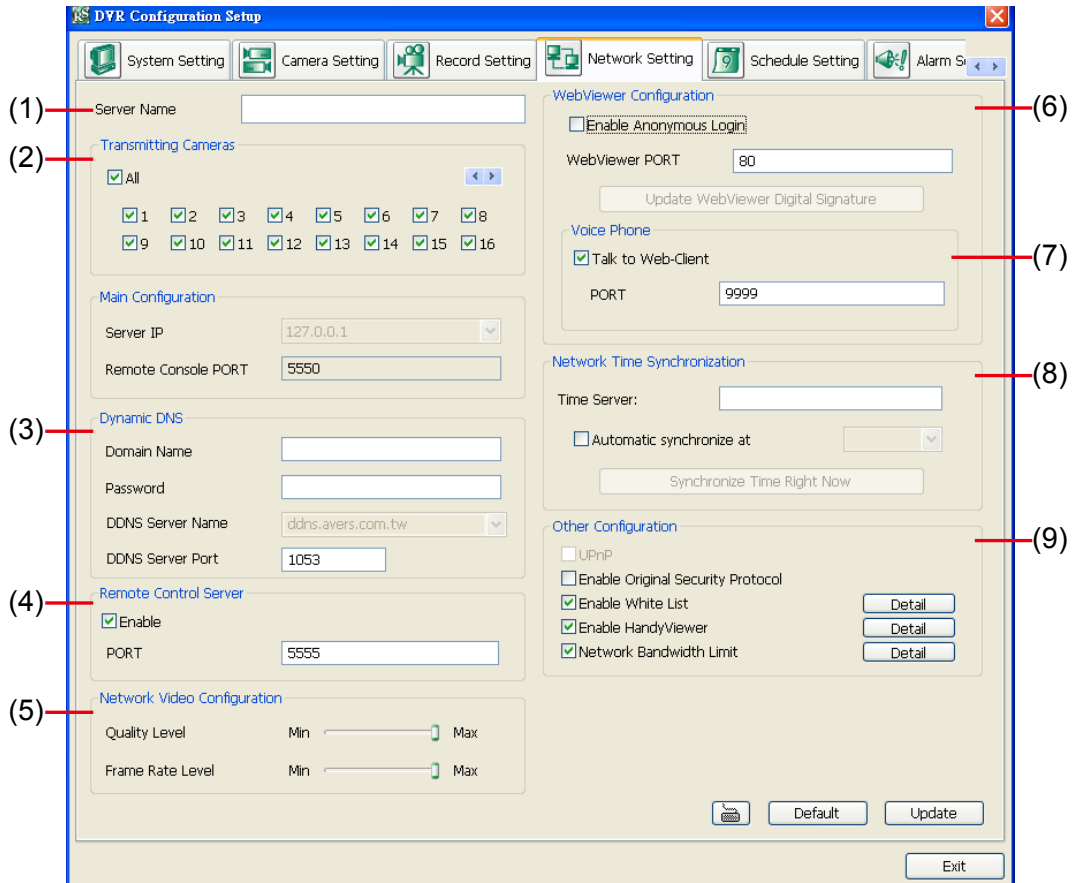 DVR Configuration Setup
System Setting
Camera Setting
Record Setting
Network Setting
9
Schedule Setting
Alarm S
(1)
Server Name
(2)
Transmitting Cameras
All
1 2 3 4 5 6 7 8
9 10 11 12 13 14 15 16
Main Configuration
Server IP 127.0.0.1
Remote Console PORT 5550
(3)
Dynamic DNS
Domain Name
Password
DDNS Server Name ddns.avers.com.tw
DDNS Server Port 1053
(4)
Remote Control Server
Enable
PORT 5555
(5)
Network Video Configuration
Quality Level Min Max
Frame Rate Level Min Max
(6)
WebViewer Configuration
Enable Anonymous Login
WebViewer PORT 80
Update WebViewer Digital Signature
(7)
Voice Phone
Talk to Web-Client
PORT 9999
(8)
Network Time Synchronization
Time Server:
Automatic synchronize at
Synchronize Time Right Now
(9)
Other Configuration
UPnP
Enable Original Security Protocol
Enable White List Detail
Enable HandyViewer Detail
Network Bandwidth Limit Detail
Default
Update
Exit